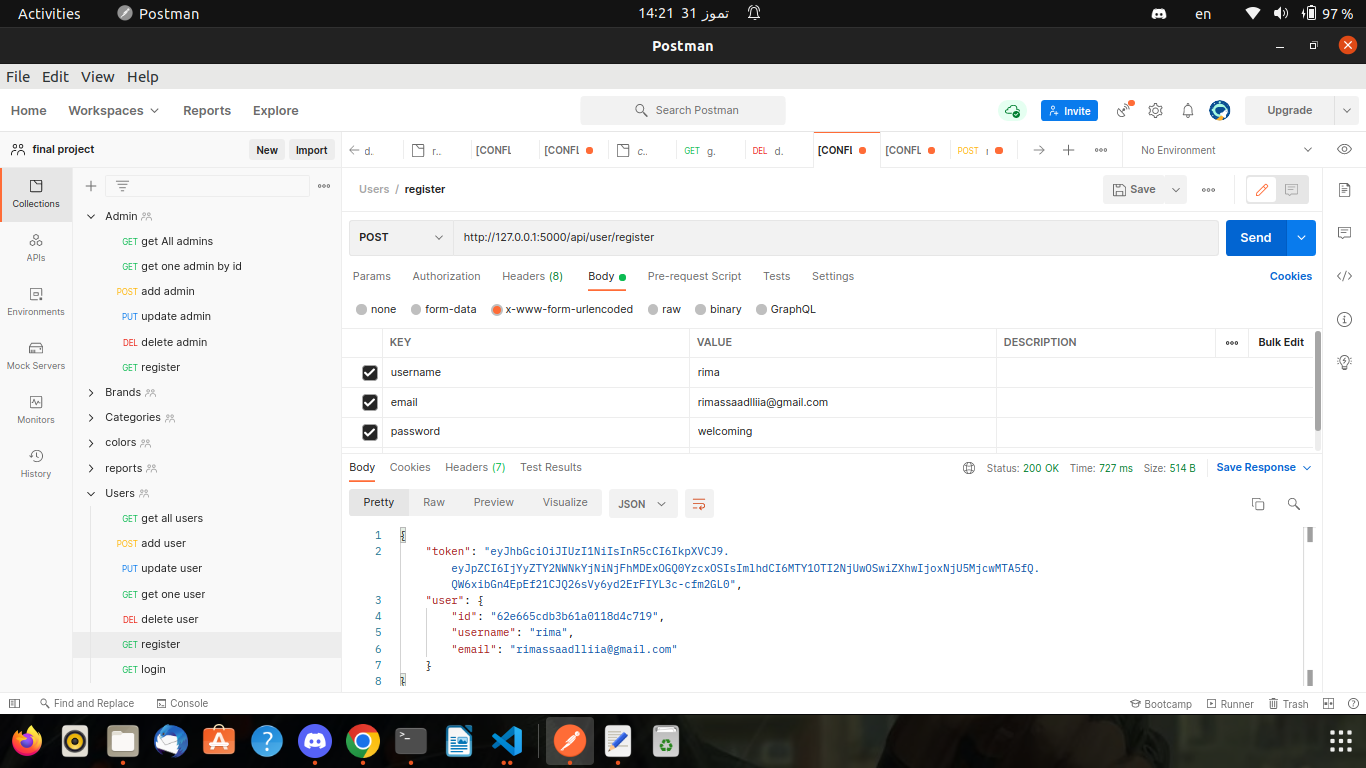 Activities Postman 14:21 31 تموز en 97 %
Postman
File Edit View Help
Home Workspaces Reports Explore Search Postman Invite Upgrade
final project New Import d. r.. [CONFL [CONFL c.. GET g. DEL d. [CONFL [CONFL POST No Environment
Users / register Save
Collections
Admin
GET get All admins
POST http://127.0.0.1:5000/api/user/register Send
APIs
GET get one admin by id
Params Authorization Headers (8) Body Pre-request Script Tests Settings Cookies
POST add admin
Environments
PUT update admin
none form-data x-www-form-urlencoded raw binary GraphQL
DEL delete admin
KEY VALUE DESCRIPTION Bulk Edit
Mock Servers
GET register
username rima
Brands
email rimassaadlliia@gmail.com
Monitors
Categories
password welcoming
colors
History
reports
Body Cookies Headers (7) Test Results Status: 200 OK Time: 727 ms Size: 514 B Save Response
Users
Pretty Raw Preview Visualize JSON
GET get all users
POST add user
PUT update user
GET get one user
DEL delete user
GET register
GET login
1 {
2 "token": "eyJhbGciOiJIUzI1NiIsInR5cCI6IkpXVCJ9.
eyJpZCI6IjYyZTY2NWNkYjNiNjFhMDExOGQ0YzcxOSIsImlhdCI6MTY1OTI2NjUwOSwiZXhwIjoxNjU5MjcwMTA5fQ.
QW6xibGn4EpEf21CJQ26sVy6yd2ErFIYL3c-cfm2GL0",
3 "user": {
4 "id": "62e665cdb3b61a0118d4c719",
5 "username": "rima",
6 "email": "rimassaadlliia@gmail.com"
7 }
8 }
Find and Replace Console Bootcamp Runner Trash